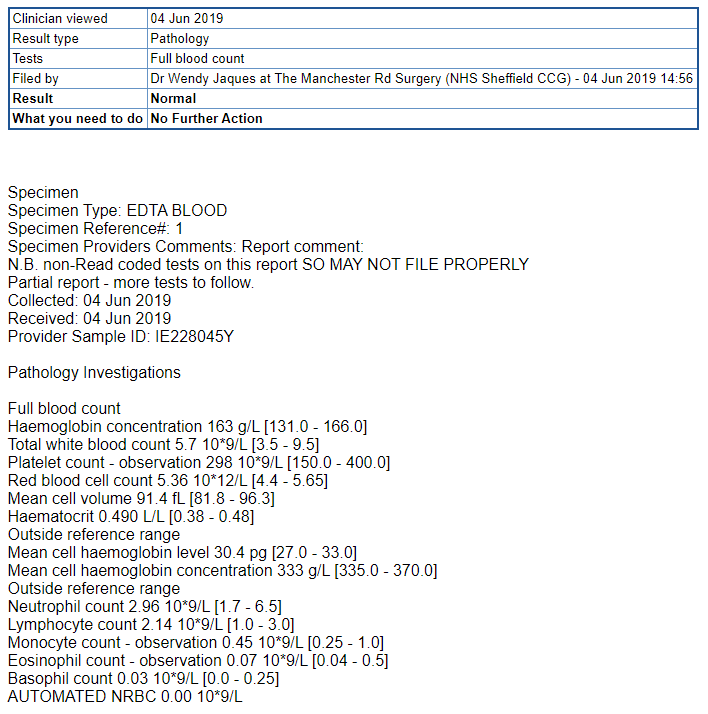 Clinician viewed 04 Jun 2019
Result type Pathology
Tests Full blood count
Filed by Dr Wendy Jaques at The Manchester Rd Surgery (NHS Sheffield CCG) - 04 Jun 2019 14:56
Result Normal
What you need to do No Further Action
Specimen
Specimen Type: EDTA BLOOD
Specimen Reference#: 1
Specimen Providers Comments: Report comment:
N.B. non-Read coded tests on this report SO MAY NOT FILE PROPERLY
Partial report - more tests to follow.
Collected: 04 Jun 2019
Received: 04 Jun 2019
Provider Sample ID: IE228045Y
Pathology Investigations
Full blood count
Haemoglobin concentration 163 g/L [131.0 - 166.0]
Total white blood count 5.7 10*9/L [3.5 - 9.5]
Platelet count - observation 298 10*9/L [150.0 - 400.0]
Red blood cell count 5.36 10*12/L [4.4 - 5.65]
Mean cell volume 91.4 fL [81.8 - 96.3]
Haematocrit 0.490 L/L [0.38 - 0.48]
Outside reference range
Mean cell haemoglobin level 30.4 pg [27.0 - 33.0]
Mean cell haemoglobin concentration 333 g/L [335.0 - 370.0]
Outside reference range
Neutrophil count 2.96 10*9/L [1.7 - 6.5]
Lymphocyte count 2.14 10*9/L [1.0 - 3.0]
Monocyte count - observation 0.45 10*9/L [0.25 - 1.0]
Eosinophil count - observation 0.07 10*9/L [0.04 - 0.5]
Basophil count 0.03 10*9/L [0.0 - 0.25]
AUTOMATED NRBC 0.00 10*9/L